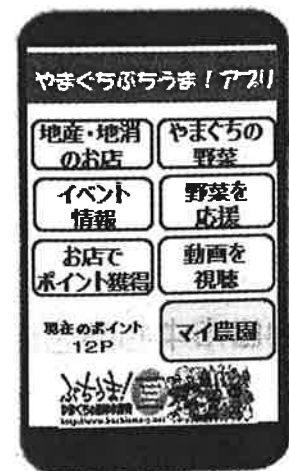 やまぐちぶちうま！アプリ
地産・地消
のお店
やまぐちの
野菜
イベント
情報
野菜を
応援
お店で
ポイント獲得
動画を
視聴
現在のポイント
12P
マイ農園
ぶちうま！